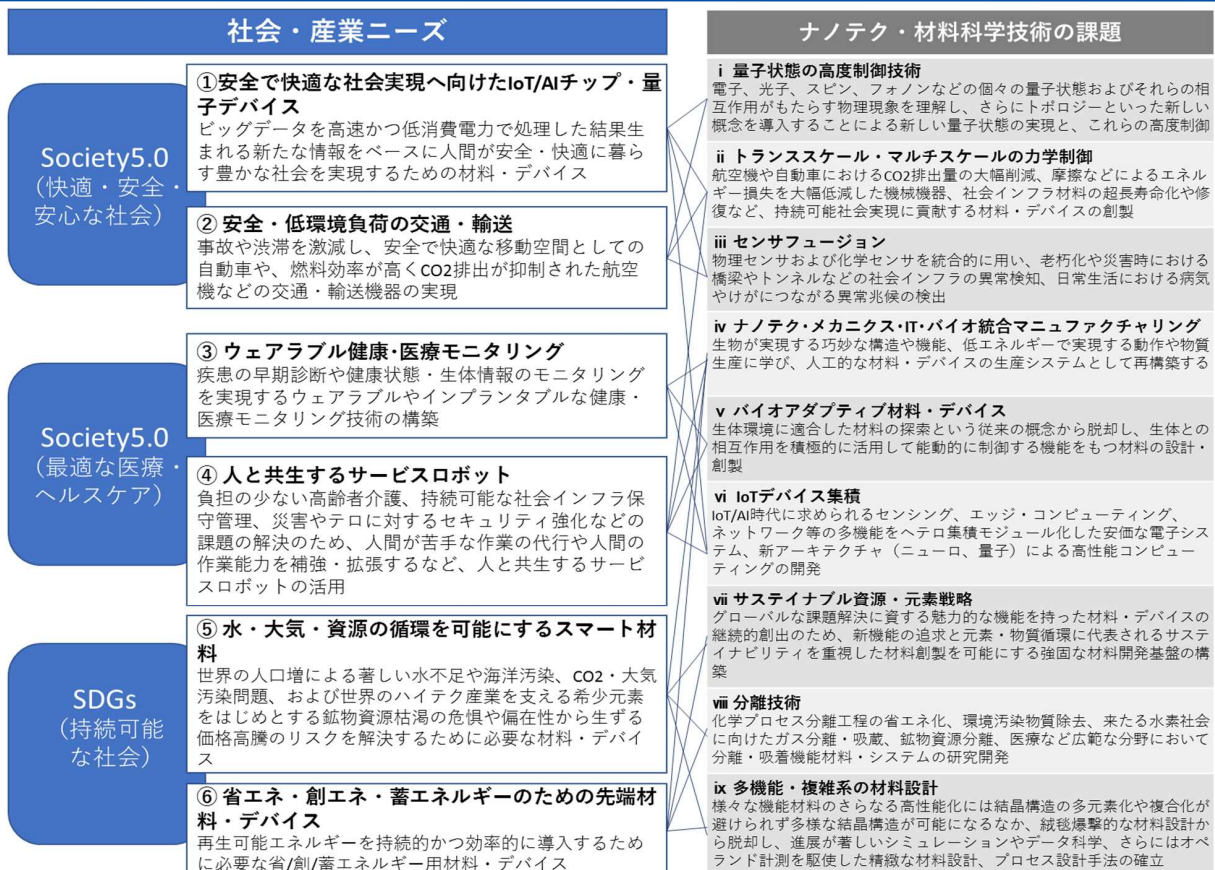 社会・産業ニーズ
Society5.0
（快適・安全・
安心な社会）
①安全で快適な社会実現へ向けたIoT/AIチップ・量
子デバイス
ビッグデータを高速かつ低消費電力で処理した結果生
まれる新たな情報をベースに人間が安全・快適に暮ら
す豊かな社会を実現するための材料・デバイス
② 安全・低環境負荷の交通・輸送
事故や渋滞を激減し、安全で快適な移動空間としての
自動車や、燃料効率が高くCO2排出が抑制された航空
機などの交通・輸送機器の実現
Society5.0
（最適な医療・
ヘルスケア）
③ ウェアラブル健康･医療モニタリング
疾患の早期診断や健康状態・生体情報のモニタリング
を実現するウェアラブルやインプランタブルな健康・
医療モニタリング技術の構築
④ 人と共生するサービスロボット
負担の少ない高齢者介護、持続可能な社会インフラ保
守管理、災害やテロに対するセキュリティ強化などの
課題の解決のため、人間が苦手な作業の代行や人間の
作業能力を補強・拡張するなど、人と共生するサービ
スロボットの活用
SDGs
（持続可能
な社会）
⑤ 水・大気・資源の循環を可能にするスマート材
料
世界の人口増による著しい水不足や海洋汚染、CO2・大気
汚染問題、および世界のハイテク産業を支える希少元素
をはじめとする鉱物資源枯渇の危惧や偏在性から生ずる
価格高騰のリスクを解決するために必要な材料・デバイ
ス
⑥ 省エネ・創エネ・蓄エネルギーのための先端材
料・デバイス
再生可能エネルギーを持続的かつ効率的に導入するため
に必要な省/創/蓄エネルギー用材料・デバイス
ナノテク・材料科学技術の課題
ⅰ 量子状態の高度制御技術
電子、光子、スピン、フォノンなどの個々の量子状態およびそれらの相
互作用がもたらす物理現象を理解し、さらにトポロジーといった新しい
概念を導入することによる新しい量子状態の実現と、これらの高度制御
ⅱ トランススケール・マルチスケールの力学制御
航空機や自動車におけるCO2排出量の大幅削減、摩擦などによるエネル
ギー損失を大幅低減した機械機器、社会インフラ材料の超長寿命化や修
復など、持続可能社会実現に貢献する材料・デバイスの創製
ⅲ センサフュージョン
物理センサおよび化学センサを統合的に用い、老朽化や災害時における
橋梁やトンネルなどの社会インフラの異常検知、日常生活における病気
やけがにつながる異常兆候の検出
ⅳ ナノテク･メカニクス･IT･バイオ統合マニュファクチャリング
生物が実現する巧妙な構造や機能、低エネルギーで実現する動作や物質
生産に学び、人工的な材料・デバイスの生産システムとして再構築する
ⅴ バイオアダプティブ材料・デバイス
生体環境に適合した材料の探索という従来の概念から脱却し、生体との
相互作用を積極的に活用して能動的に制御する機能をもつ材料の設計・
創製
ⅵ IoTデバイス集積
IoT/AI時代に求められるセンシング、エッジ・コンピューティング、
ネットワーク等の多機能をヘテロ集積モジュール化した安価な電子シス
テム、新アーキテクチャ（ニューロ、量子）による高性能コンピュー
ティングの開発
ⅶ サステイナブル資源・元素戦略
グローバルな課題解決に資する魅力的な機能を持った材料・デバイスの
継続的創出のため、新機能の追求と元素・物質循環に代表されるサステ
イナビリティを重視した材料創製を可能にする強固な材料開発基盤の構
築
ⅷ 分離技術
化学プロセス分離工程の省エネ化、環境汚染物質除去、来たる水素社会
に向けたガス分離・吸蔵、鉱物資源分離、医療など広範な分野において
分離・吸着機能材料・システムの研究開発
ⅸ 多機能・複雑系の材料設計
様々な機能材料のさらなる高性能化には結晶構造の多元素化や複合化が
避けられず多様な結晶構造が可能になるなか、絨毯爆撃的な材料設計か
ら脱却し、進展が著しいシミュレーションやデータ科学、さらにはオペ
ランド計測を駆使した精緻な材料設計、プロセス設計手法の確立